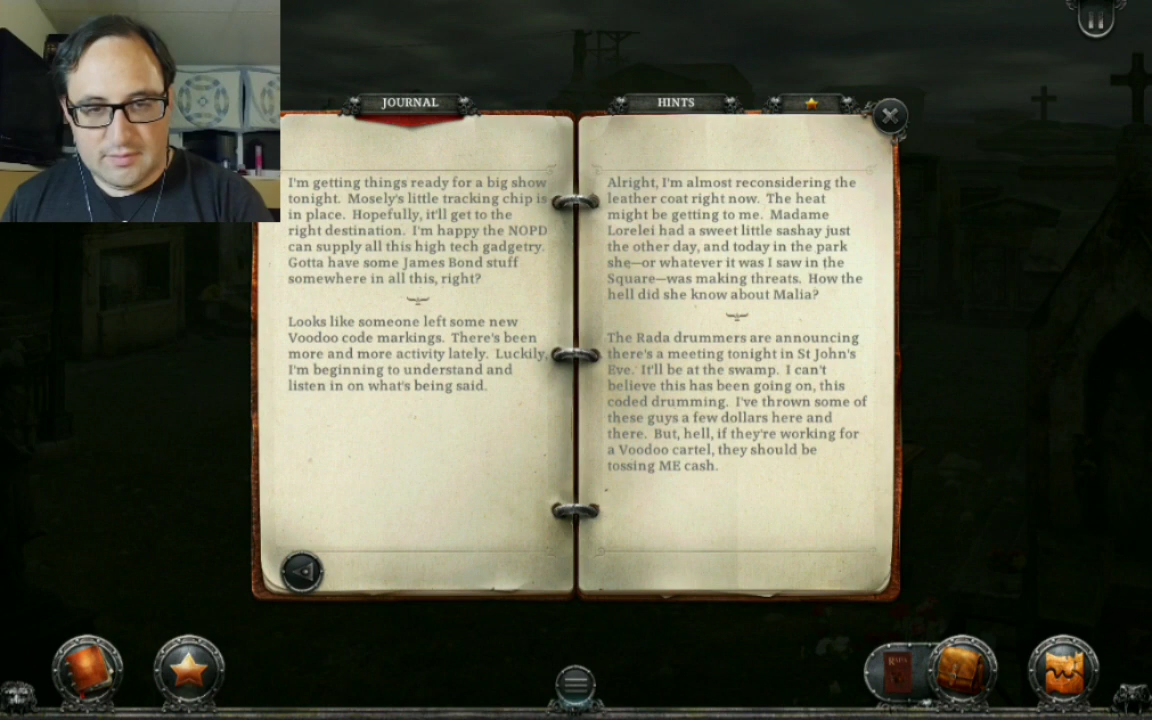 JOURNAL
HINTS
I'm getting things ready for a big show
tonight. Mosely's little tracking chip is
in place. Hopefully, it'll get to the
right destination. I'm happy the NOPD
can supply all this high tech gadgetry.
Gotta have some James Bond stuff
somewhere in all this, right?
Looks like someone left some new
Voodoo code markings. There's been
more and more activity lately. Luckily,
I'm beginning to understand and
listen in on what's being said.
Alright, I'm almost reconsidering the
leather coat right now. The heat
might be getting to me. Madame
Lorelei had a sweet little sashay just
the other day, and today in the park
she—or whatever it was I saw in the
Square—was making threats. How the
hell did she know about Malia?
The Rada drummers are announcing
there's a meeting tonight in St John's
Eve. It'll be at the swamp. I can't
believe this has been going on, this
coded drumming. I've thrown some of
these guys a few dollars here and
there. But, hell, if they're working for
a Voodoo cartel, they should be
tossing ME cash.
RADA